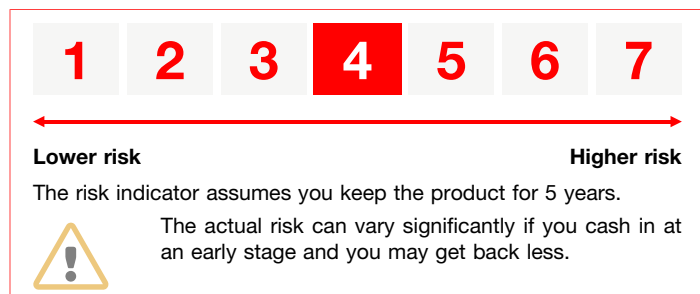 1 2 3 4 5 6 7
Lower risk Higher risk
The risk indicator assumes you keep the product for 5 years.
The actual risk can vary significantly if you cash in at
an early stage and you may get back less.